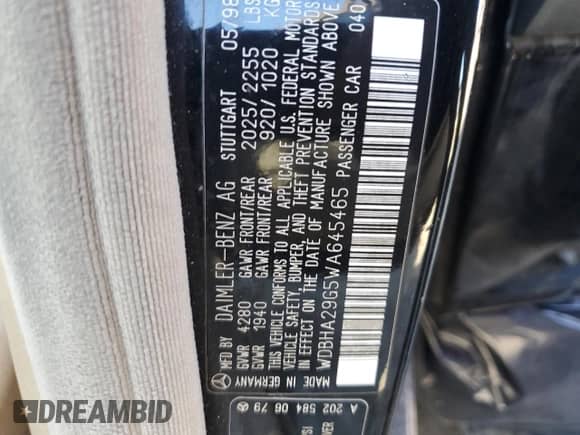 MFD BY DAIMLER-BENZ AG STUTTGART 05/98
GVWR 4280 GAWR FRONT/REAR 2025/2255 LBS
GVWR 1940 GAWR FRONT/REAR 920/1020 KG
THIS VEHICLE CONFORMS TO ALL APPLICABLE U.S. FEDERAL MOTOR
VEHICLE SAFETY, BUMPER, AND THEFT PREVENTION STANDARDS
IN EFFECT ON THE DATE OF MANUFACTURE SHOWN ABOVE
WDBHA29G5WA645465 PASSENGER CAR 040
MADE IN GERMANY
A 202 584 06 79
DREAMBID